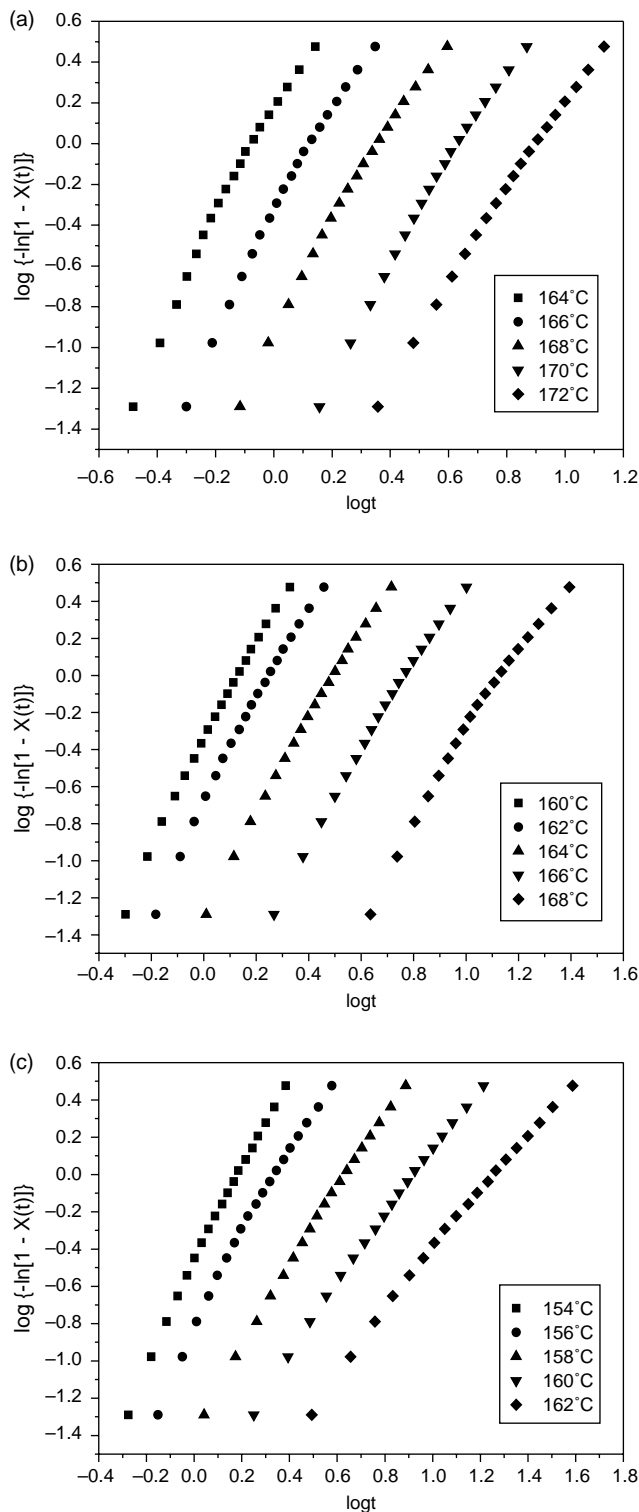 (a)
0.6
0.4
0.2
0.0
–0.2
–0.4
–0.6
–0.8
–1.0
–1.2
–1.4
log {-ln[1 - X(t)]}
164˚C
166˚C
168˚C
170˚C
172˚C
–0.6 –0.4 –0.2 0.0 0.2 0.4 0.6 0.8 1.0 1.2
logt
(b)
0.6
0.4
0.2
0.0
–0.2
–0.4
–0.6
–0.8
–1.0
–1.2
–1.4
log {-ln[1 - X(t)]}
160˚C
162˚C
164˚C
166˚C
168˚C
–0.4 –0.2 0.0 0.2 0.4 0.6 0.8 1.0 1.2 1.4 1.6
logt
(c)
0.6
0.4
0.2
0.0
–0.2
–0.4
–0.6
–0.8
–1.0
–1.2
–1.4
log {-ln[1 - X(t)]}
154˚C
156˚C
158˚C
160˚C
162˚C
–0.4 –0.2 0.0 0.2 0.4 0.6 0.8 1.0 1.2 1.4 1.6 1.8
logt